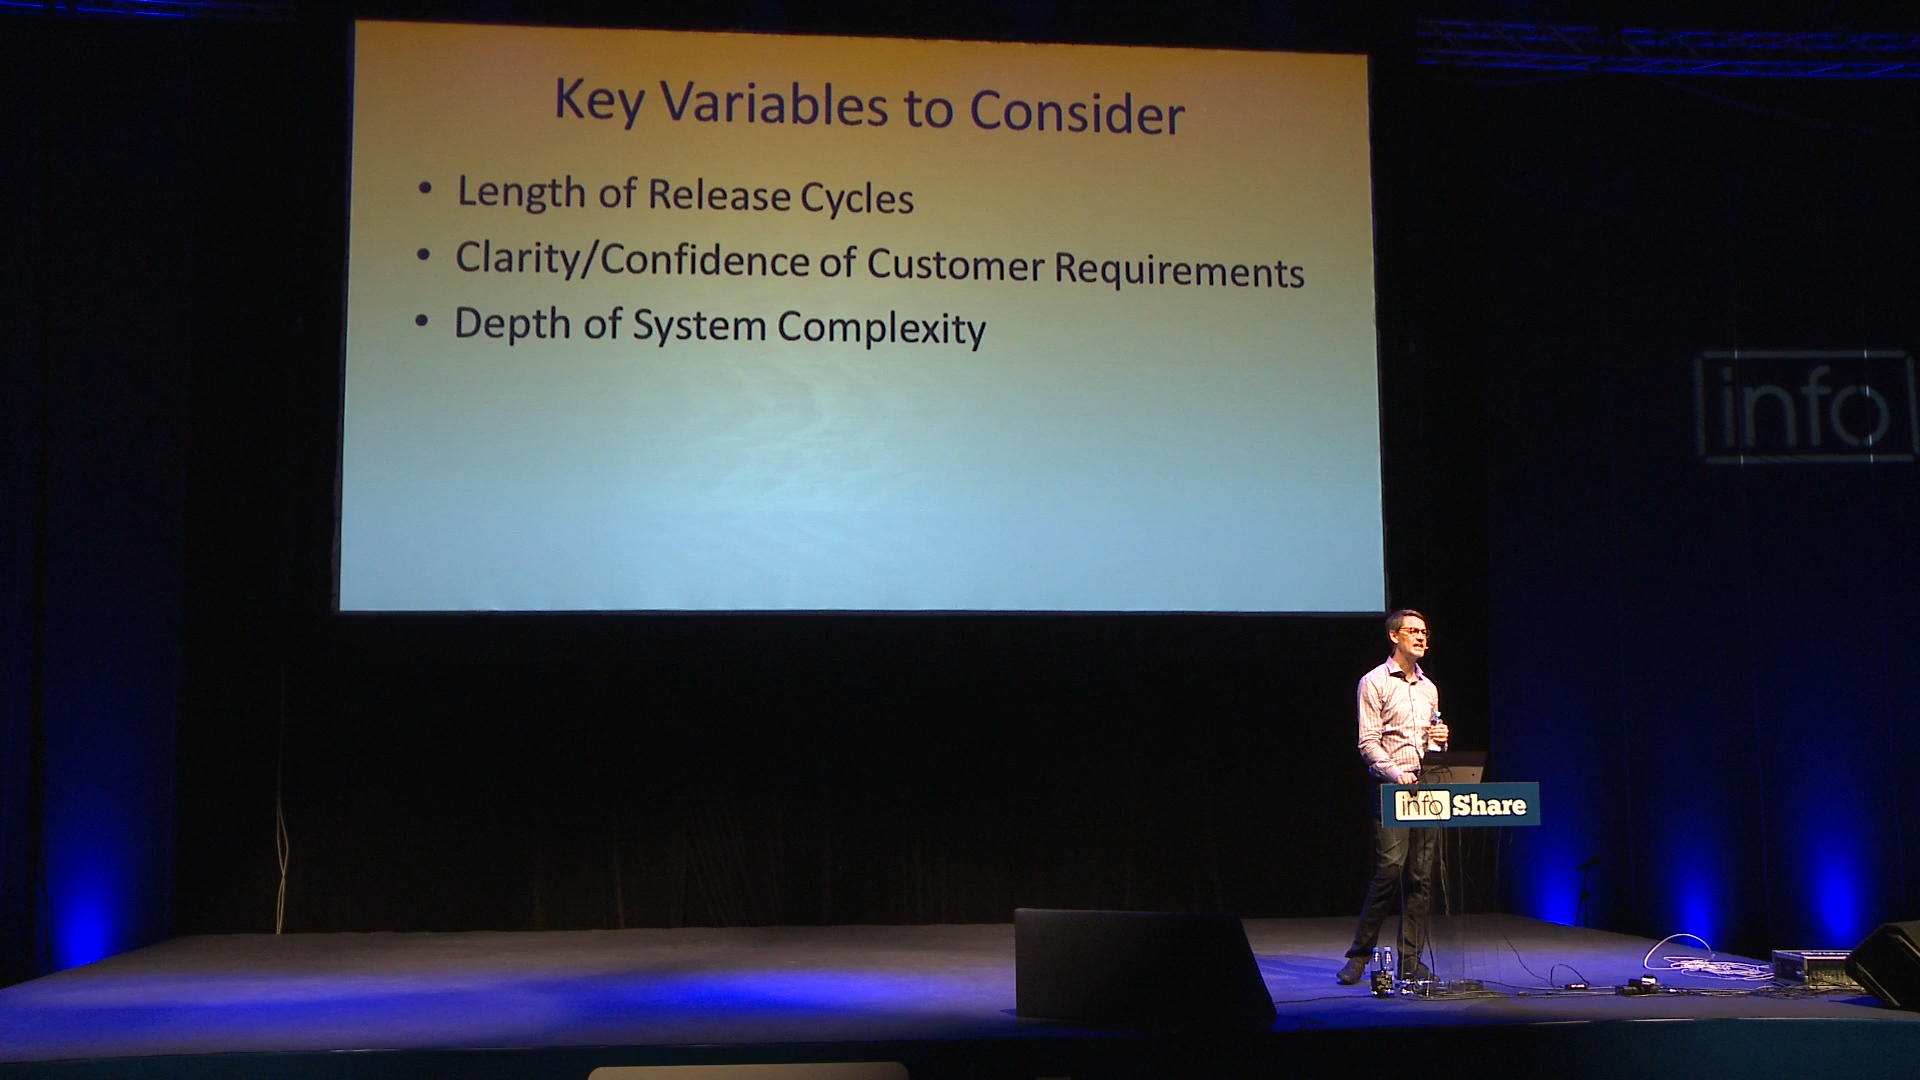 Key Variables to Consider
• Length of Release Cycles
• Clarity/Confidence of Customer Requirements
• Depth of System Complexity
info
info Share